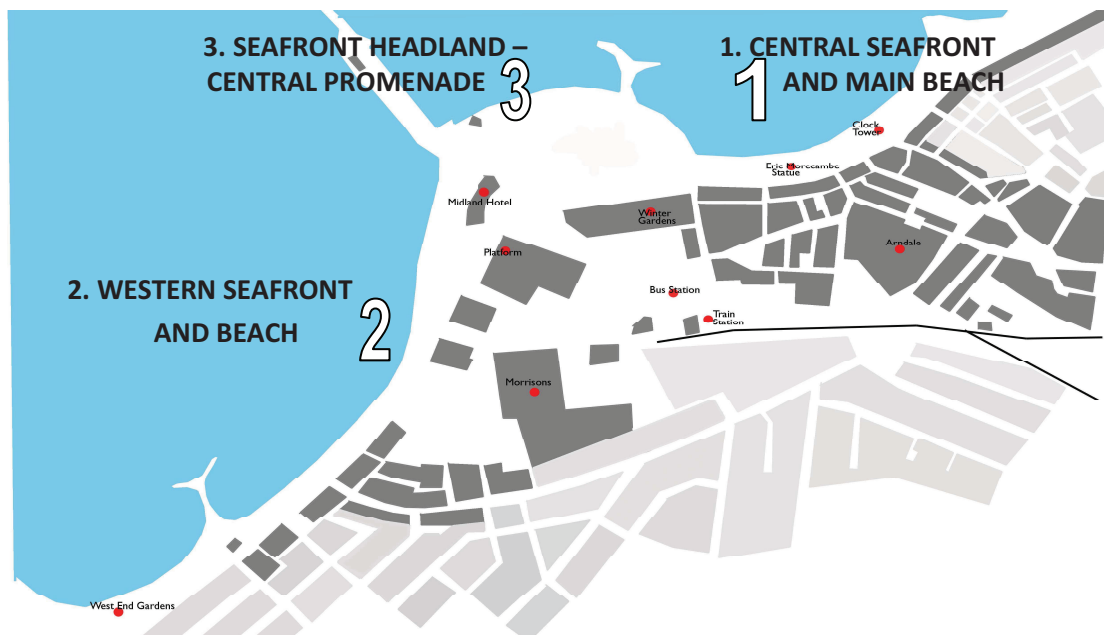 3. SEAFRONT HEADLAND –
CENTRAL PROMENADE
3
1. CENTRAL SEAFRONT
AND MAIN BEACH
1
Clock
Tower
Eric Morecambe
Statue
Midland Hotel
Winter
Gardens
Platform
Arndale
2. WESTERN SEAFRONT
AND BEACH
2
Bus Station
Train
Station
Morrisons
West End Gardens